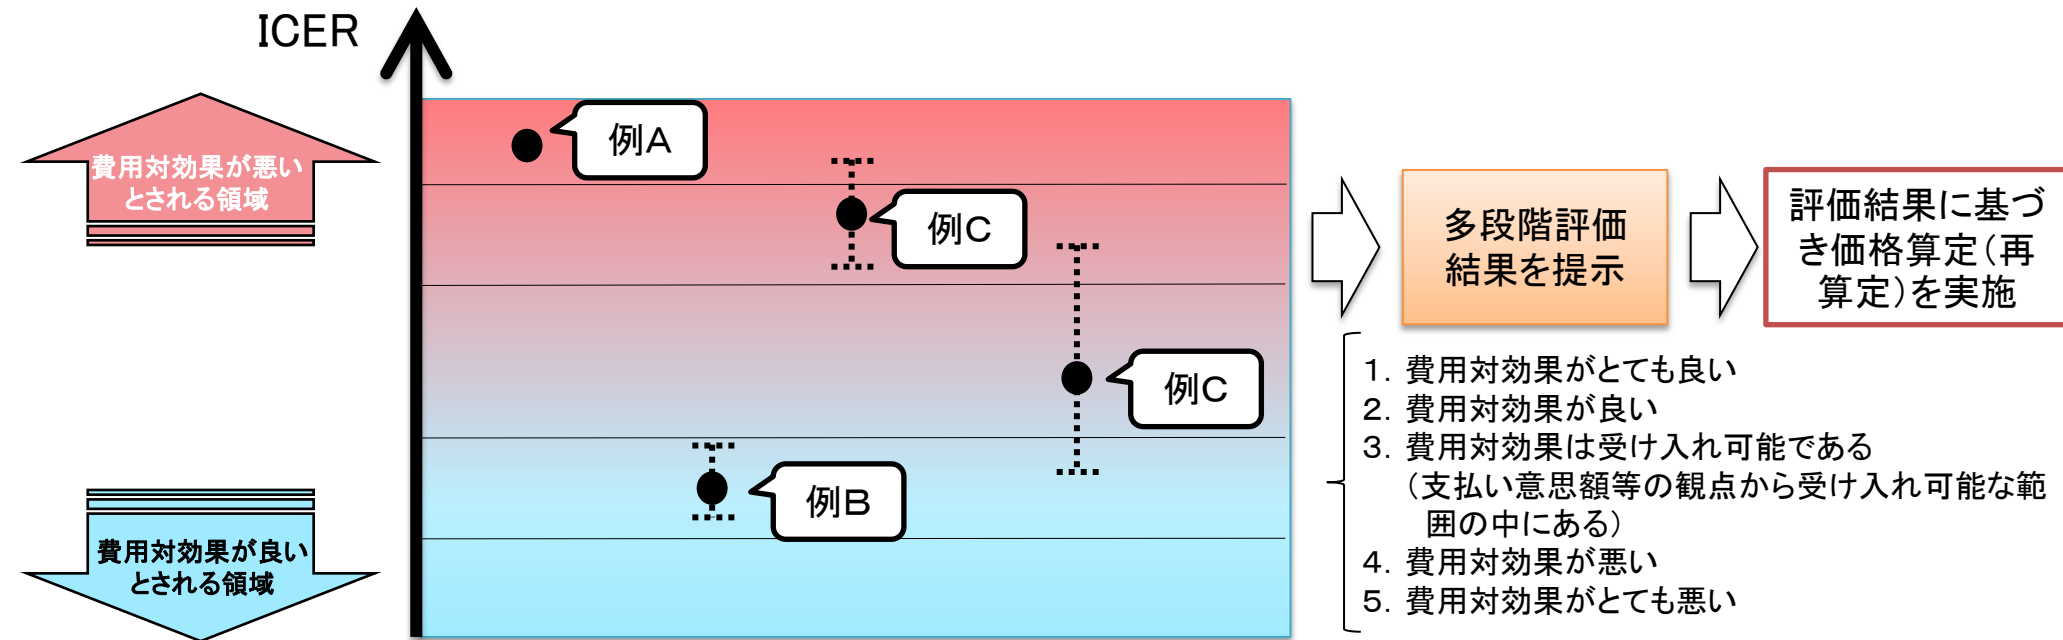 ICER
費用対効果が悪い
とされる領域
例A
例C
例C
例B
費用対効果が良い
とされる領域
多段階評価
結果を提示
評価結果に基づ
き価格算定(再
算定)を実施
1. 費用対効果がとても良い
2. 費用対効果が良い
3. 費用対効果は受け入れ可能である
(支払い意思額等の観点から受け入れ可能な範
囲の中にある)
4. 費用対効果が悪い
5. 費用対効果がとても悪い